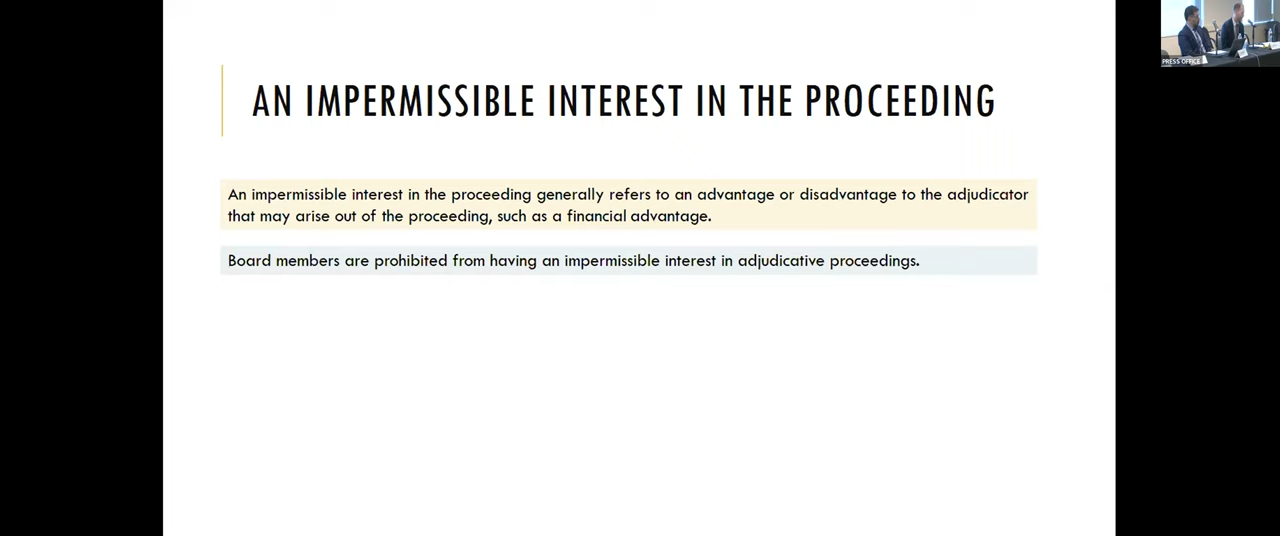 AN IMPERMISSIBLE INTEREST IN THE PROCEEDING
An impermissible interest in the proceeding generally refers to an advantage or disadvantage to the adjudicator
that may arise out of the proceeding, such as a financial advantage.
Board members are prohibited from having an impermissible interest in adjudicative proceedings.
PRESS OFFICE